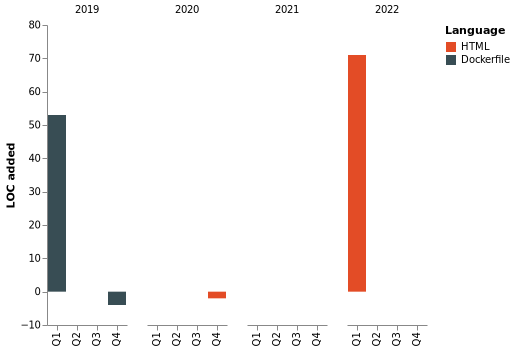 2019 2020 2021 2022
Language
HTML
Dockerfile
LOC added
80
70
60
50
40
30
20
10
0
−10
Q1 Q2 Q3 Q4 Q1 Q2 Q3 Q4 Q1 Q2 Q3 Q4 Q1 Q2 Q3 Q4